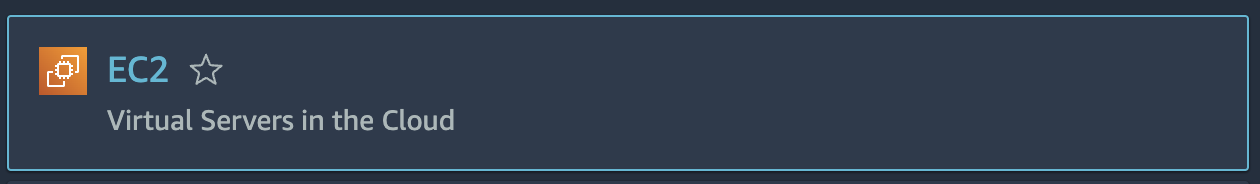 EC2
Virtual Servers in the Cloud